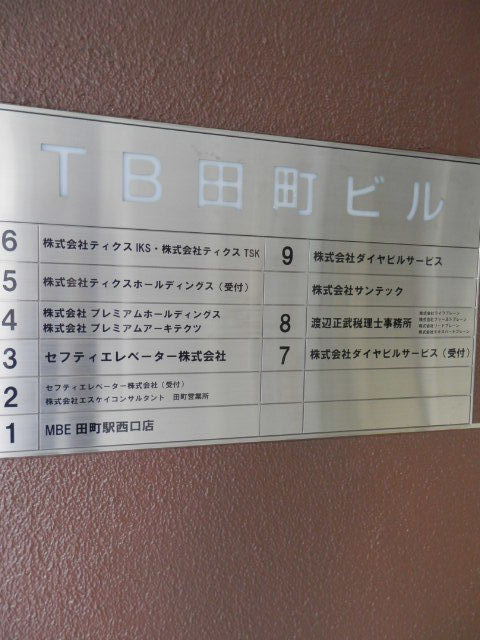 TB田町ビル
6 株式会社ティクス IKS・株式会社ティクス TSK
5 株式会社ティクスホールディングス（受付）
4 株式会社 プレミアムホールディングス
株式会社 プレミアムアーキテクツ
3 セフティエレベーター株式会社
2 セフティエレベーター株式会社（受付）
株式会社エスケイコンサルタント 田町営業所
1 MBE 田町駅西口店
9 株式会社ダイヤビルサービス
株式会社サンテック
8 渡辺正武税理士事務所
7 株式会社ダイヤビルサービス（受付）